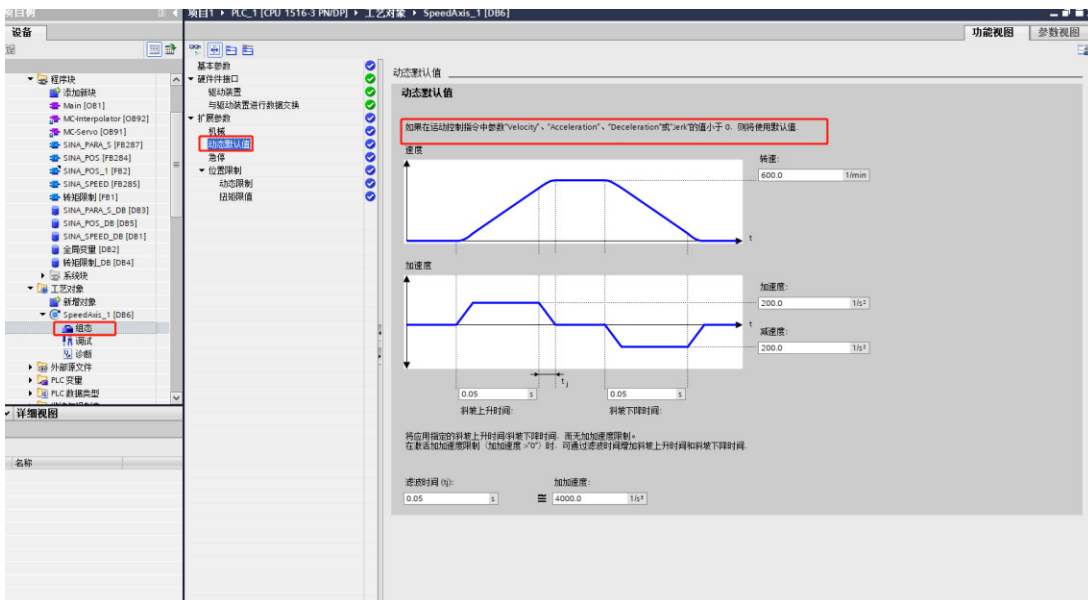 项目1 ▸ PLC_1 [CPU 1516-3 PN/DP] ▸ 工艺对象 ▸ SpeedAxis_1 [DB6]
设备
功能视图
参数视图
程序块
添加新块
Main [OB1]
MC-Interpolator [OB92]
MC-Servo [OB91]
SINA_PARA_S [FB287]
SINA_POS [FB284]
SINA_POS_1 [FB2]
SINA_SPEED [FB285]
转矩限制 [FB1]
SINA_PARA_S_DB [DB3]
SINA_POS_DB [DB5]
SINA_SPEED_DB [DB1]
全局变量 [DB2]
转矩限制_DB [DB4]
系统块
工艺对象
新增对象
SpeedAxis_1 [DB6]
组态
调试
诊断
外部源文件
PLC 变量
PLC 数据类型
详细视图
名称
基本参数
硬件件接口
驱动装置
与驱动装置进行数据交换
扩展参数
机械
动态默认值
急停
位置限制
动态限制
扭矩限值
动态默认值
动态默认值
如果在运动控制指令中参数"Velocity"、"Acceleration"、"Deceleration"或"Jerk"的值小于 0，则将使用默认值.
速度
转速:
600.0 1/min
t
加速度
加速度:
200.0 1/s²
t
减速度:
200.0 1/s²
tj
0.05 s
0.05 s
斜坡上升时间:
斜坡下降时间:
将应用指定的斜坡上升时间/斜坡下降时间，而无加加速度限制。
在激活加加速度限制（加加速度 >"0"）时，可通过滤波时间增加斜坡上升时间和斜坡下降时间.
滤波时间 (tj):
加加速度:
0.05 s ≅ 4000.0 1/s³